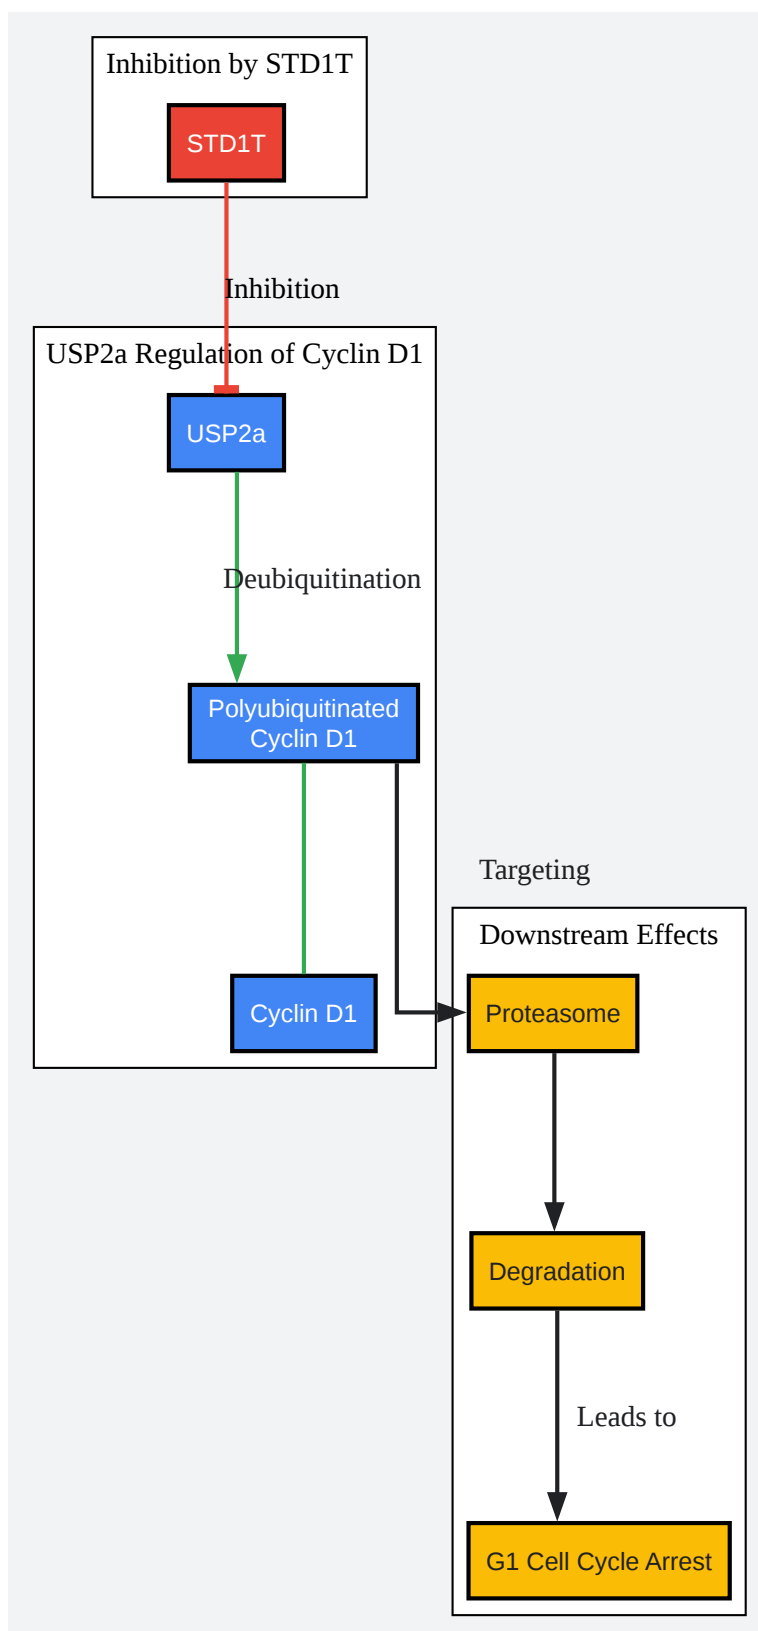 Inhibition by STD1T
STD1T
Inhibition
USP2a Regulation of Cyclin D1
USP2a
Deubiquitination
Polyubiquitinated
Cyclin D1
Targeting
Downstream Effects
Cyclin D1
Proteasome
Degradation
Leads to
G1 Cell Cycle Arrest